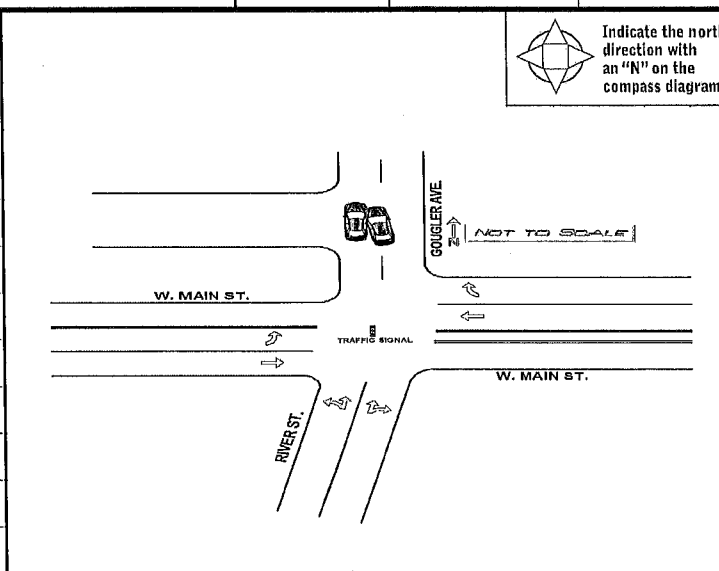 Indicate the nort
direction with
an "N" on the
compass diagram
GOUGLER AVE.
N
NOT TO SCALE
W. MAIN ST.
TRAFFIC SIGNAL
W. MAIN ST.
RIVER ST.